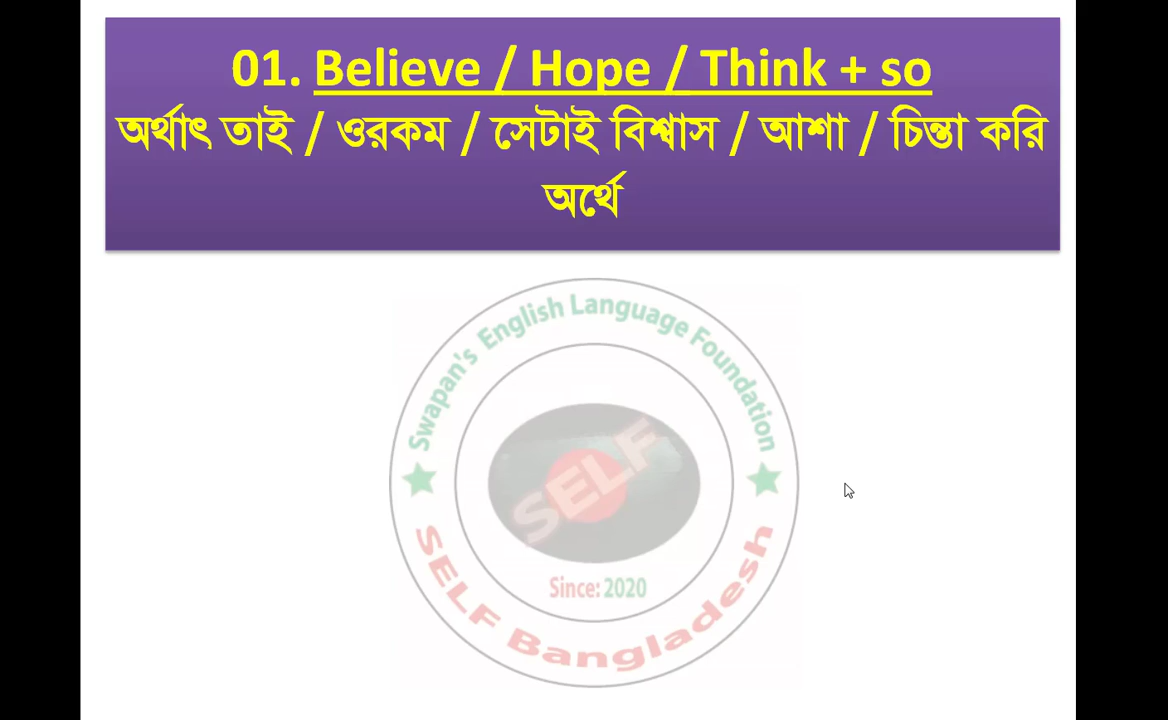 01. Believe / Hope / Think + so
অর্থাৎ তাই / ওরকম / সেটাই বিশ্বাস / আশা / চিন্তা করি
অর্থে
Swapan's English Language Foundation
SELF
Since: 2020
SELF Bangladesh